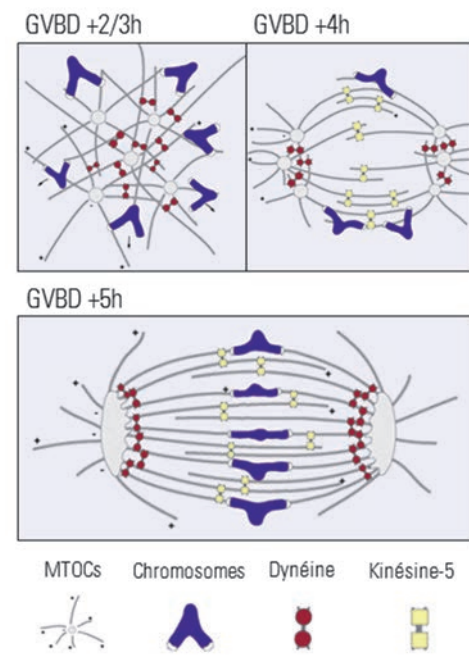 GVBD +2/3h
GVBD +4h
GVBD +5h
MTOCs
Chromosomes
Dynéine
Kinésine-5